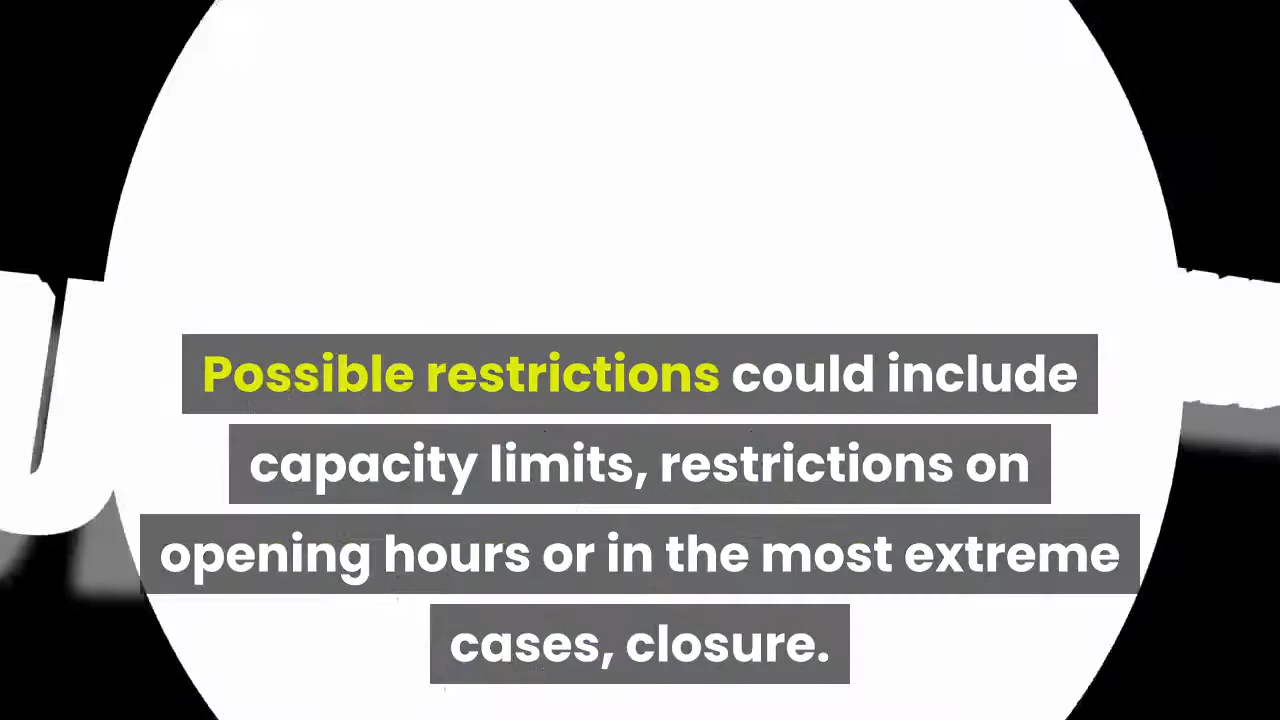 Possible restrictions could include
capacity limits, restrictions on
opening hours or in the most extreme
cases, closure.